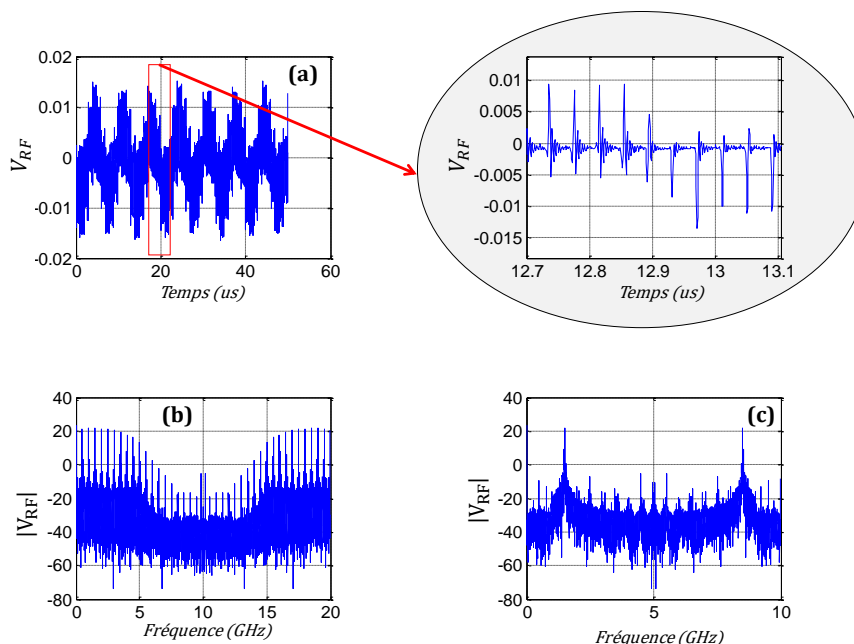 0.02
0.01
0
-0.01
-0.02
V_RF
(a)
0 20 40 60
Temps (us)
0.01
0.005
0
-0.005
-0.01
-0.015
V_RF
12.7 12.8 12.9 13 13.1
Temps (us)
40
20
0
-20
-40
-60
-80
|V_RF|
(b)
0 5 10 15 20
Fréquence (GHz)
40
20
0
-20
-40
-60
-80
|V_RF|
(c)
0 5 10
Fréquence (GHz)